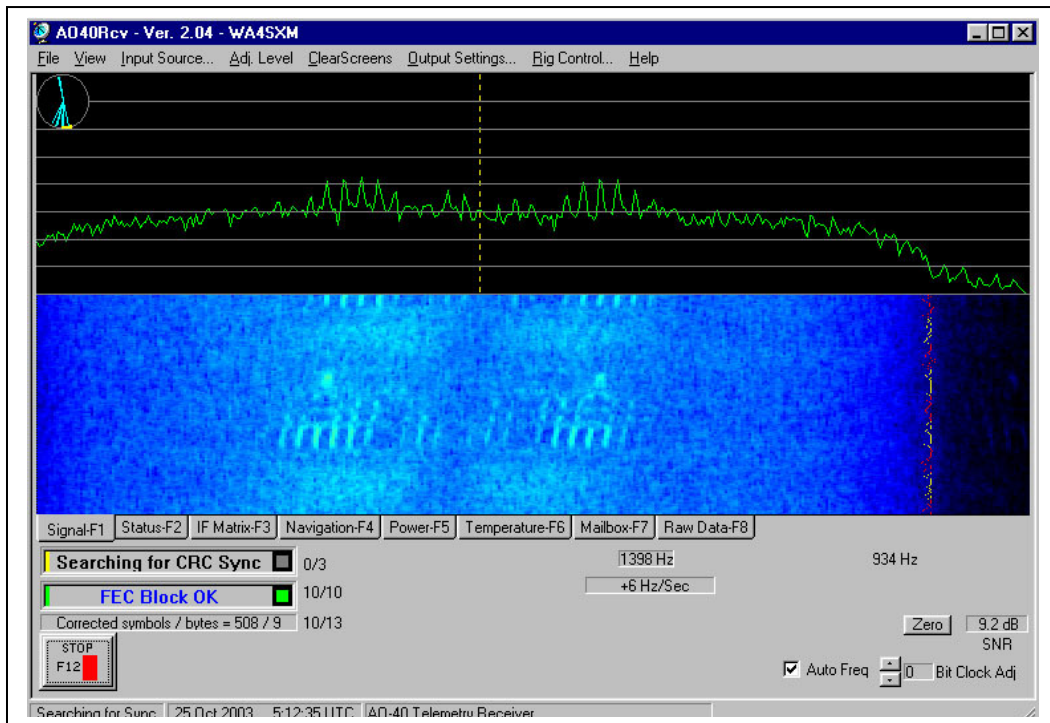 AO40Rcv - Ver. 2.04 - WA4SXM
File View Input Source... Adj. Level ClearScreens Output Settings... Rig Control... Help
Signal-F1 Status-F2 IF Matrix-F3 Navigation-F4 Power-F5 Temperature-F6 Mailbox-F7 Raw Data-F8
Searching for CRC Sync 0/3 1398 Hz 934 Hz
FEC Block OK 10/10 +6 Hz/Sec
Corrected symbols / bytes = 508 / 9 10/13 Zero 9.2 dB
STOP SNR
F12 Auto Freq 0 Bit Clock Adj
Searching for Sync 25 Oct 2003 5:12:35 UTC AO-40 Telemetry Receiver